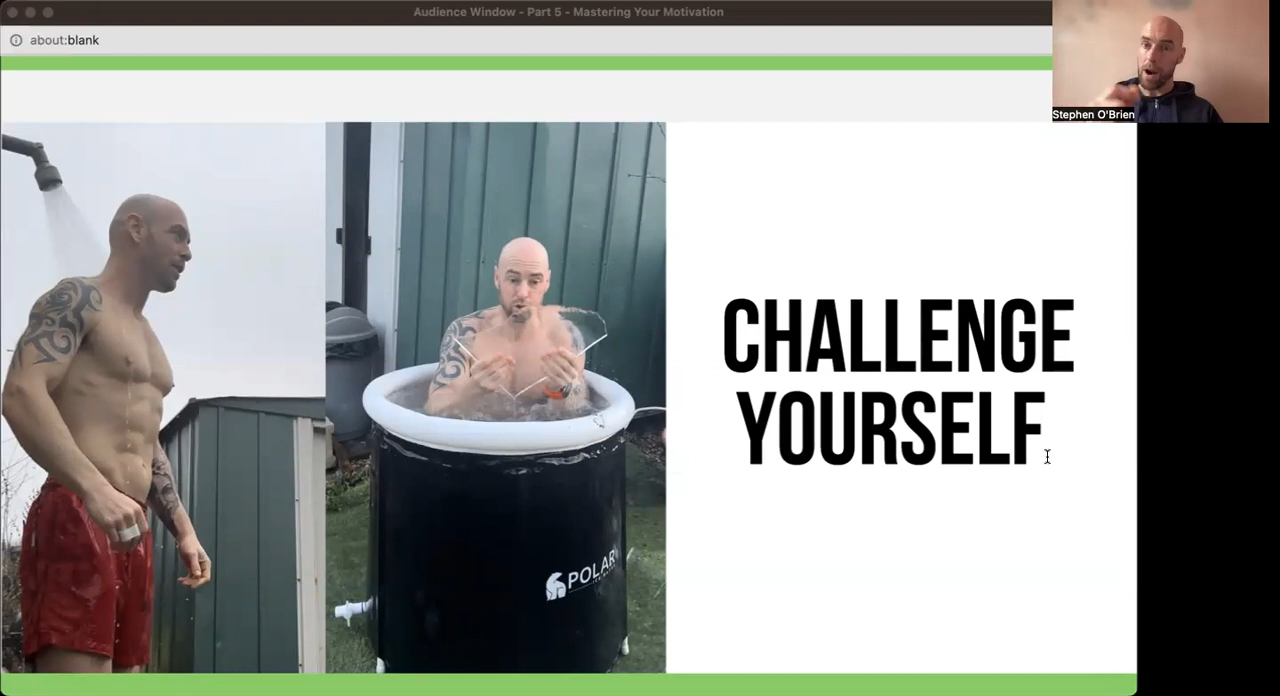 Audience Window - Part 5 - Mastering Your Motivation
about:blank
Stephen O'Brien
CHALLENGE
YOURSELF
POLAR